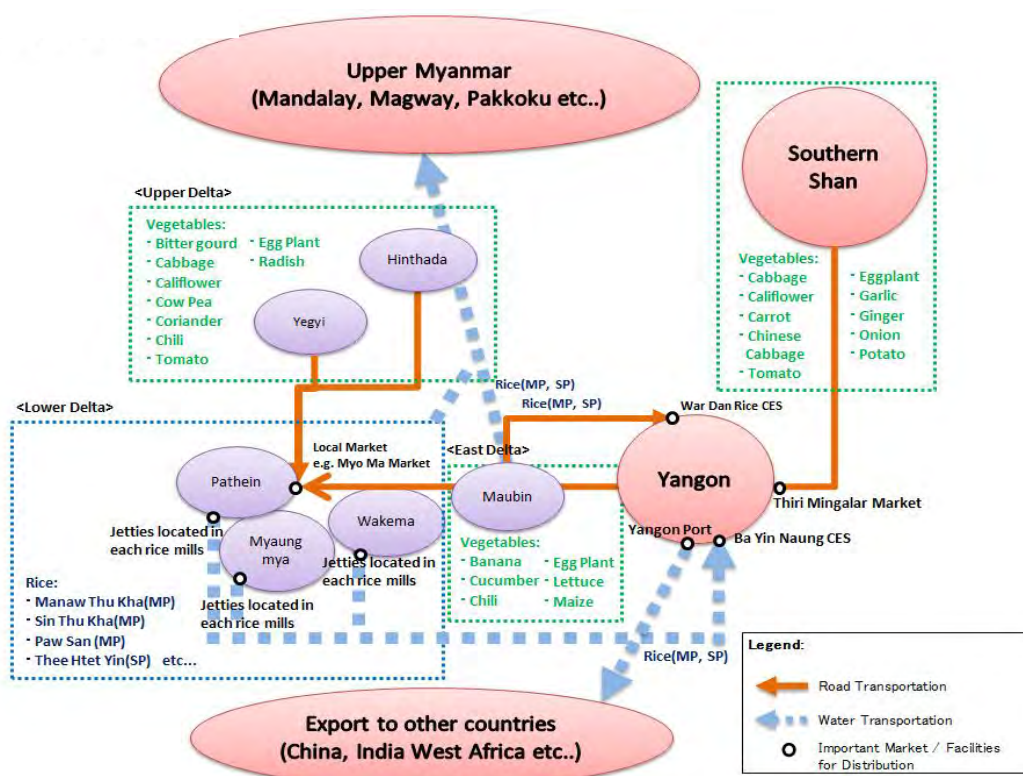 Upper Myanmar
(Mandalay, Magway, Pakkoku etc..)
<Upper Delta>
Vegetables:
- Bitter gourd
- Cabbage
- Califlower
- Cow Pea
- Coriander
- Chili
- Tomato
- Egg Plant
- Radish
Hinthada
Yegyi
Southern
Shan
Vegetables:
- Cabbage
- Califlower
- Carrot
- Chinese
Cabbage
- Tomato
- Eggplant
- Garlic
- Ginger
- Onion
- Potato
Rice(MP, SP)
Rice(MP, SP)
War Dan Rice CES
<Lower Delta>
Local Market
e.g. Myo Ma Market
<East Delta>
Pathein
Wakema
Myaung
mya
Maubin
Yangon
Thiri Mingalar Market
Yangon Port
Ba Yin Naung CES
Jetties located in
each rice mills
Jetties located in
each rice mills
Jetties located in
each rice mills
Vegetables:
- Banana
- Cucumber
- Chili
- Egg Plant
- Lettuce
- Maize
Rice:
- Manaw Thu Kha(MP)
- Sin Thu Kha(MP)
- Paw San (MP)
- Thee Htet Yin(SP) etc...
Rice(MP, SP)
Export to other countries
(China, India West Africa etc..)
Legend:
Road Transportation
Water Transportation
Important Market / Facilities
for Distribution